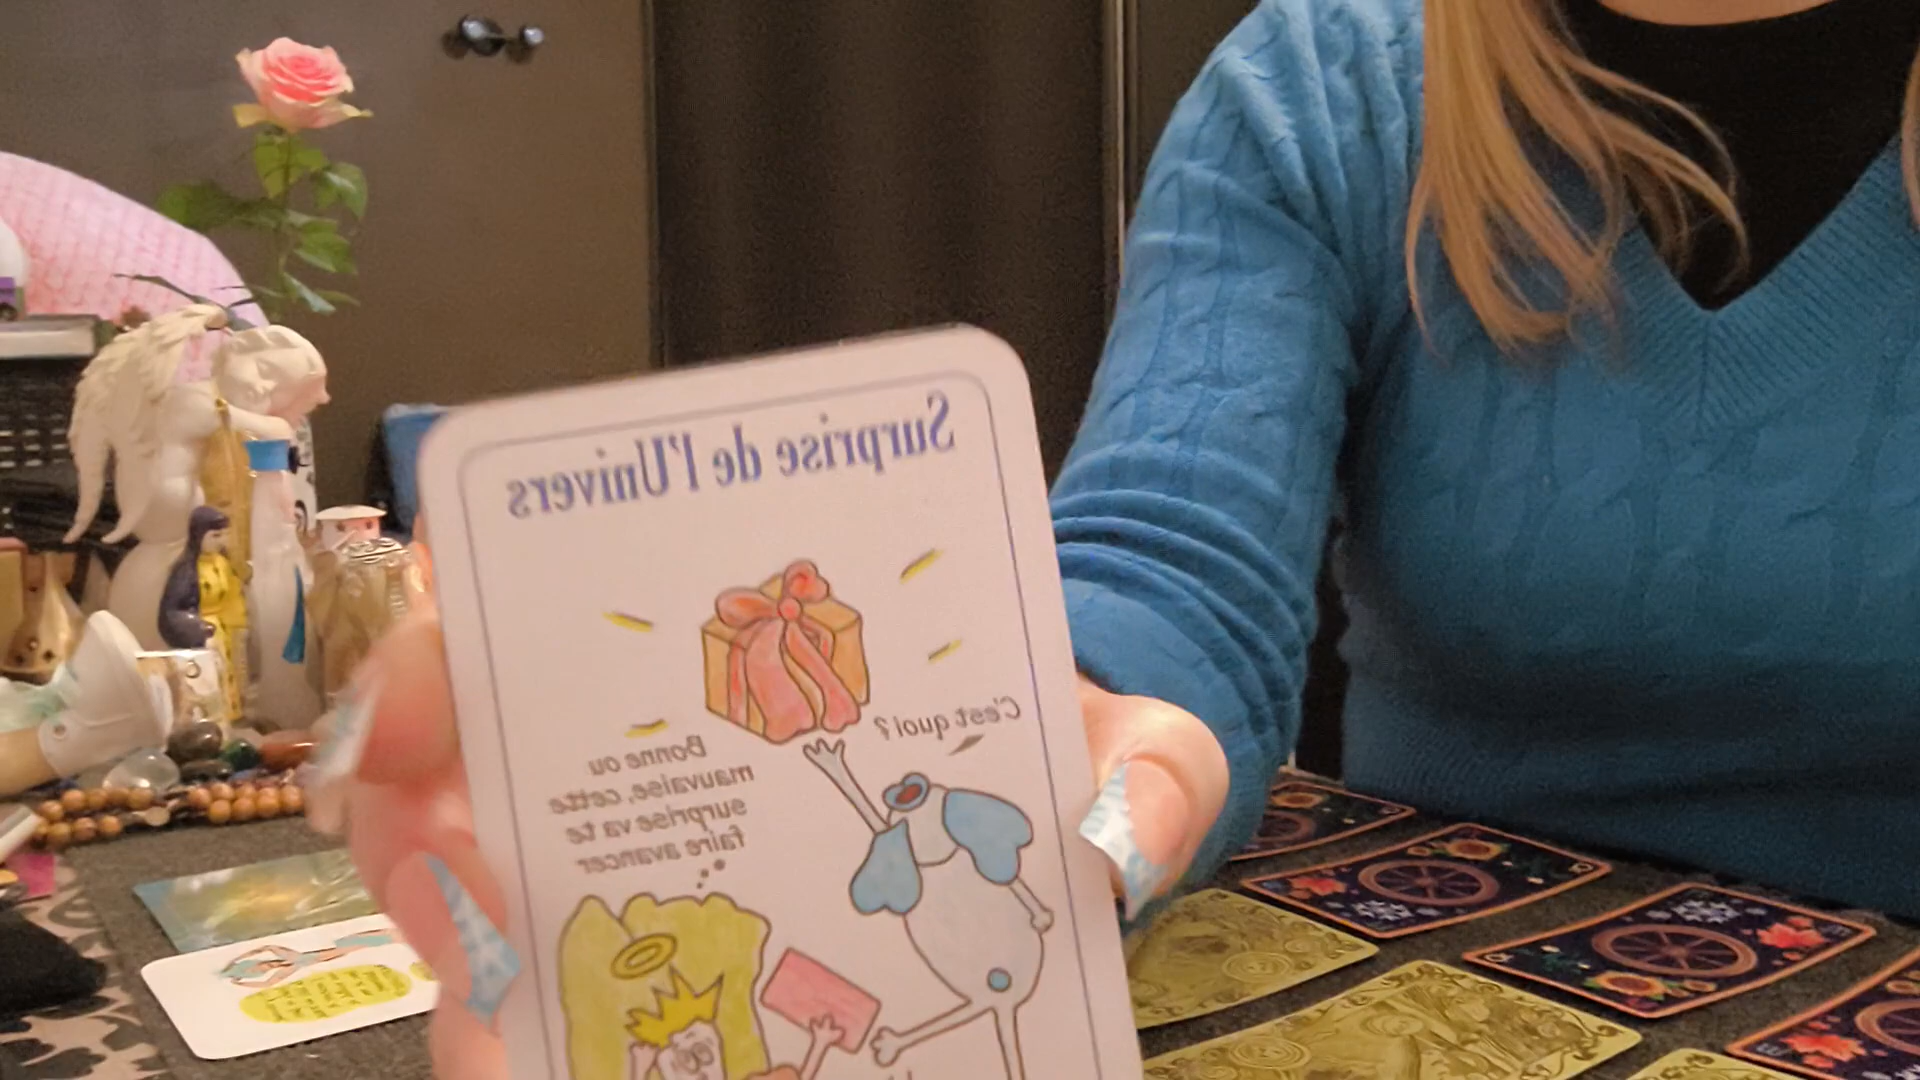 Surprise de l'Univers
C'est quoi?
Bonne ou
mauvaise, cette
surprise va te
faire avancer